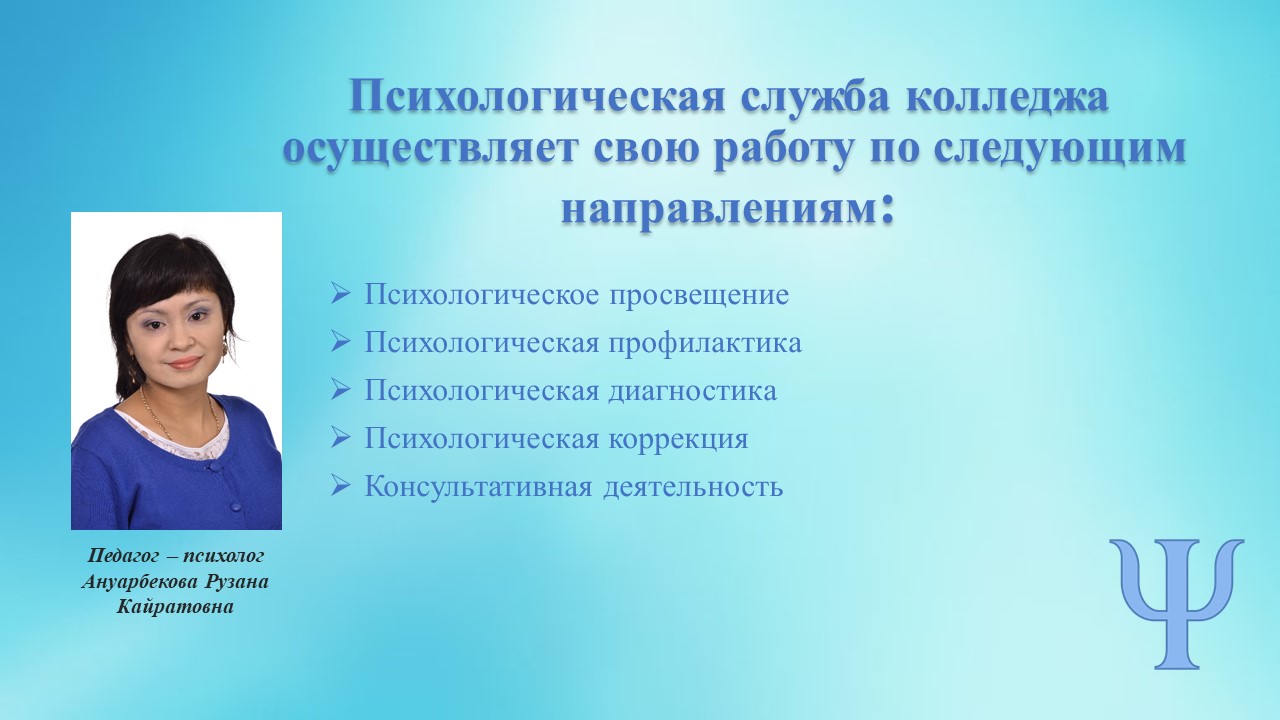 Психологическая служба колледжа
осуществляет свою работу по следующим
направлениям:
➢ Психологическое просвещение
➢ Психологическая профилактика
➢ Психологическая диагностика
➢ Психологическая коррекция
➢ Консультативная деятельность
Педагог – психолог
Ануарбекова Рузана
Кайратовна
Ψ